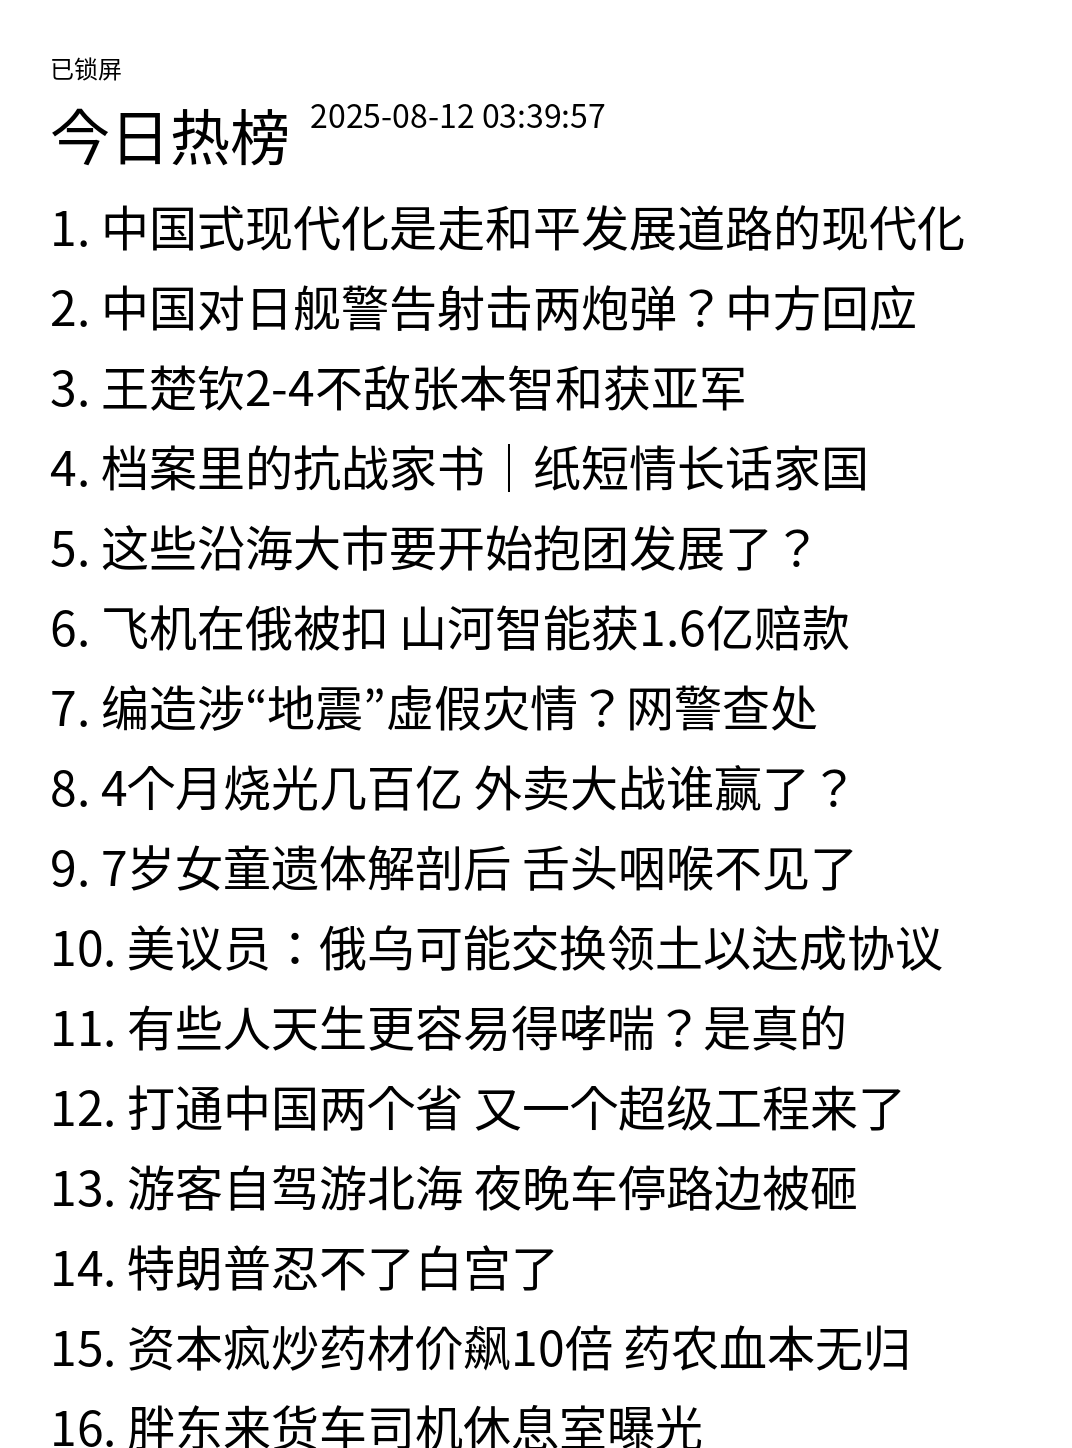 已锁屏
今日热榜 2025-08-12 03:39:57
1. 中国式现代化是走和平发展道路的现代化
2. 中国对日舰警告射击两炮弹？中方回应
3. 王楚钦2-4不敌张本智和获亚军
4. 档案里的抗战家书｜纸短情长话家国
5. 这些沿海大市要开始抱团发展了？
6. 飞机在俄被扣 山河智能获1.6亿赔款
7. 编造涉“地震”虚假灾情？网警查处
8. 4个月烧光几百亿 外卖大战谁赢了？
9. 7岁女童遗体解剖后 舌头咽喉不见了
10. 美议员：俄乌可能交换领土以达成协议
11. 有些人天生更容易得哮喘？是真的
12. 打通中国两个省 又一个超级工程来了
13. 游客自驾游北海 夜晚车停路边被砸
14. 特朗普忍不了白宫了
15. 资本疯炒药材价飙10倍 药农血本无归
16. 胖东来货车司机休息室曝光